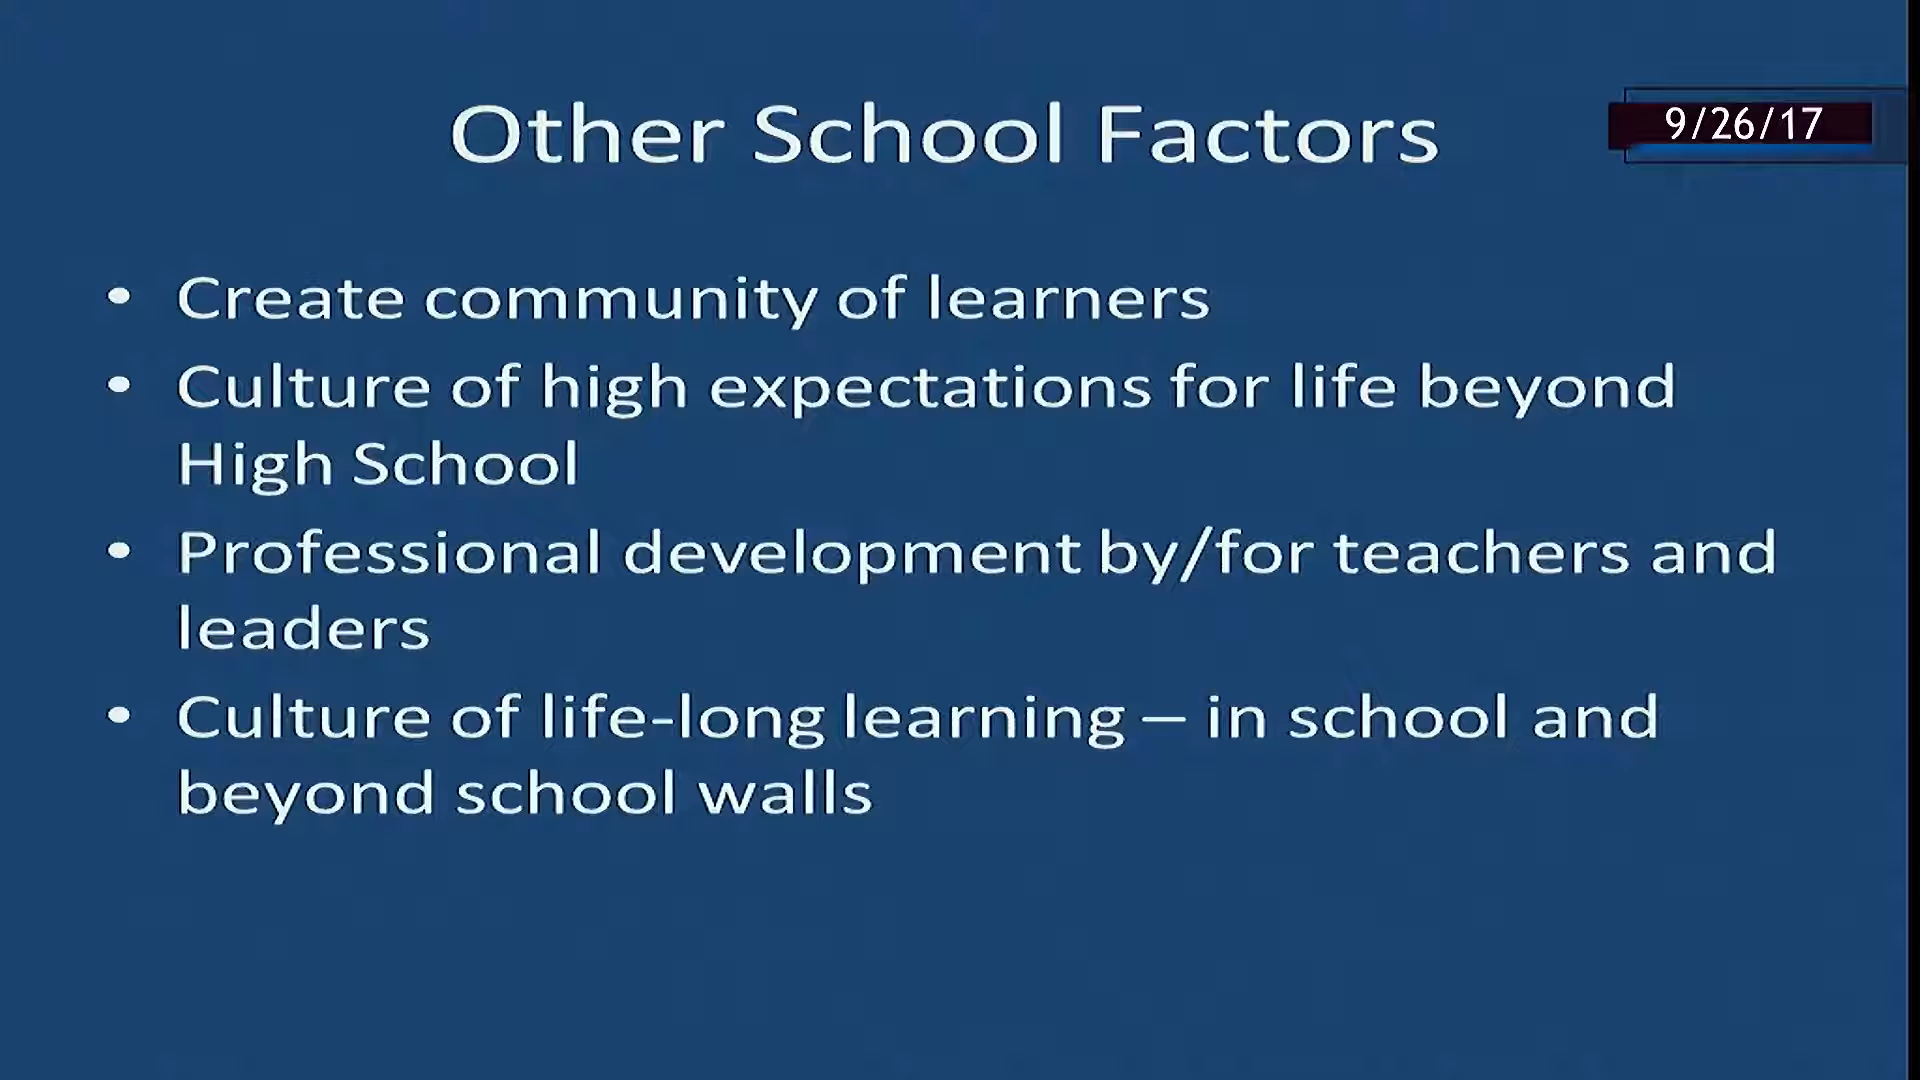 Other School Factors
9/26/17
• Create community of learners
• Culture of high expectations for life beyond
High School
• Professional development by/for teachers and
leaders
• Culture of life-long learning – in school and
beyond school walls